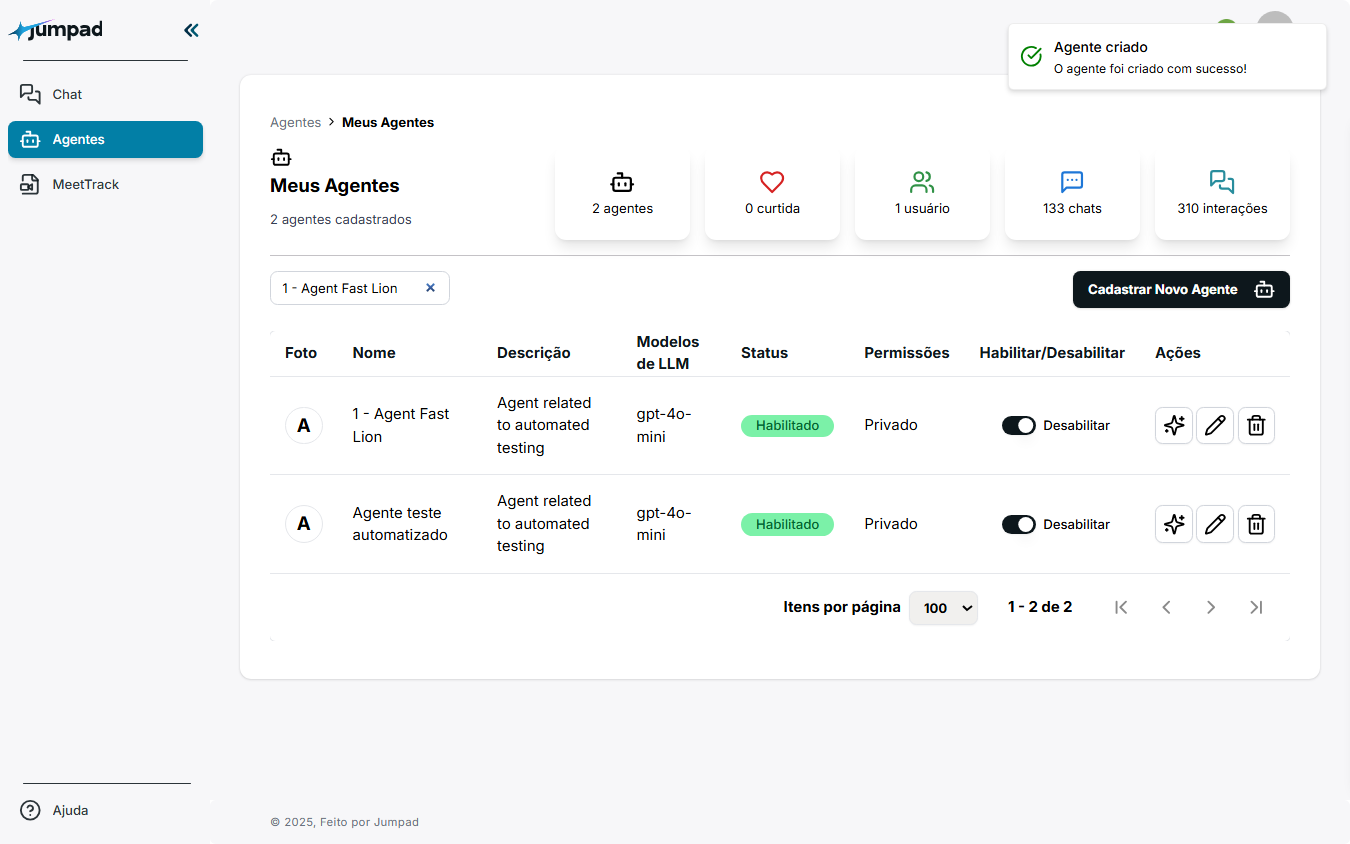 jumpad
Chat
Agentes
MeetTrack
Ajuda
Agente criado
O agente foi criado com sucesso!
Agentes > Meus Agentes
Meus Agentes
2 agentes cadastrados
2 agentes
0 curtida
1 usuário
133 chats
310 interações
1 - Agent Fast Lion ×
Cadastrar Novo Agente
Foto Nome Descrição Modelos de LLM Status Permissões Habilitar/Desabilitar Ações
A
1 - Agent Fast
Lion
Agent related
to automated
testing
gpt-4o-
mini
Habilitado
Privado
Desabilitar
A
Agente teste
automatizado
Agent related
to automated
testing
gpt-4o-
mini
Habilitado
Privado
Desabilitar
Itens por página 100 1 - 2 de 2
© 2025, Feito por Jumpad